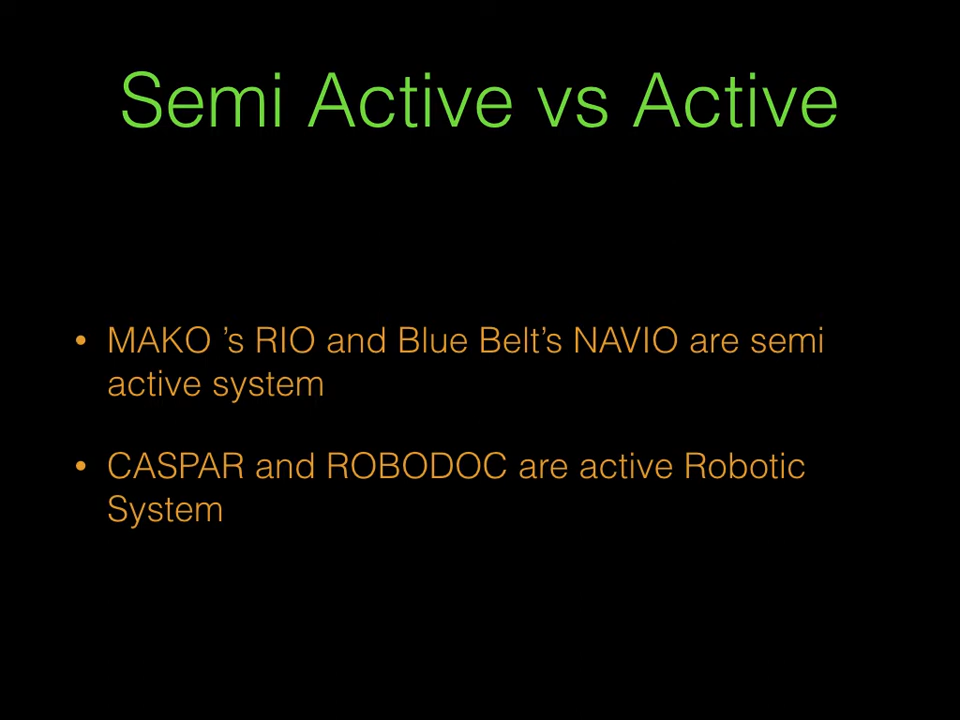 Semi Active vs Active
• MAKO ’s RIO and Blue Belt’s NAVIO are semi
active system
• CASPAR and ROBODOC are active Robotic
System